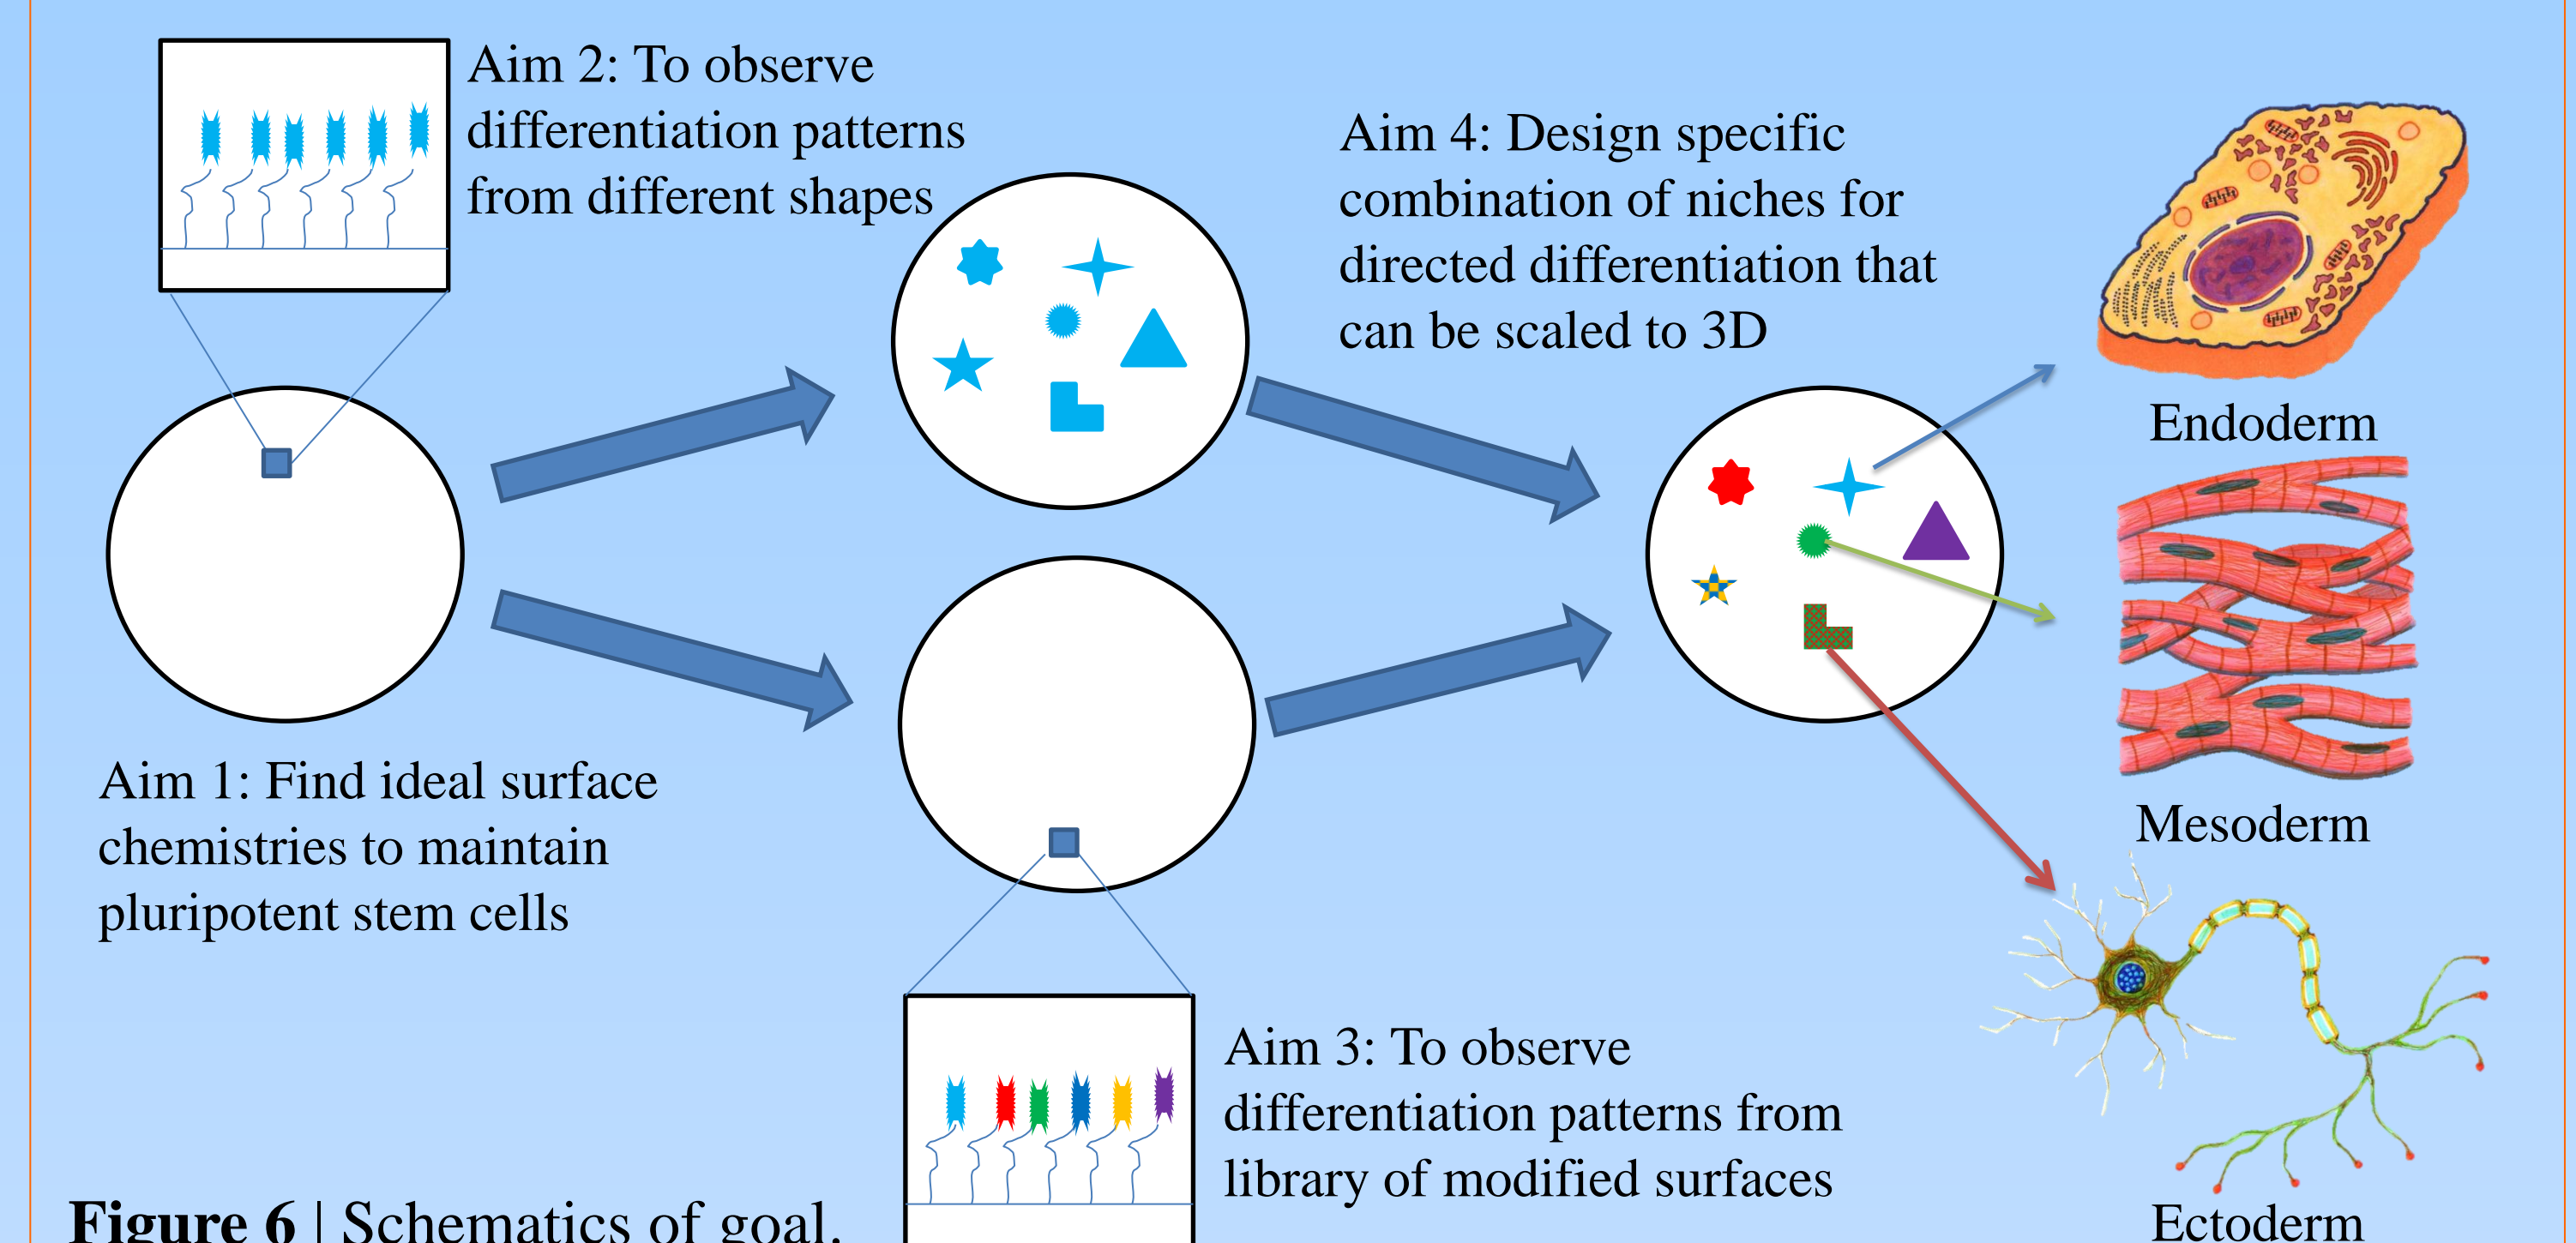 Aim 2: To observe
differentiation patterns
from different shapes
Aim 4: Design specific
combination of niches for
directed differentiation that
can be scaled to 3D
Endoderm
Mesoderm
Aim 1: Find ideal surface
chemistries to maintain
pluripotent stem cells
Aim 3: To observe
differentiation patterns from
library of modified surfaces
Ectoderm
Figure 6 | Schematics of goal.